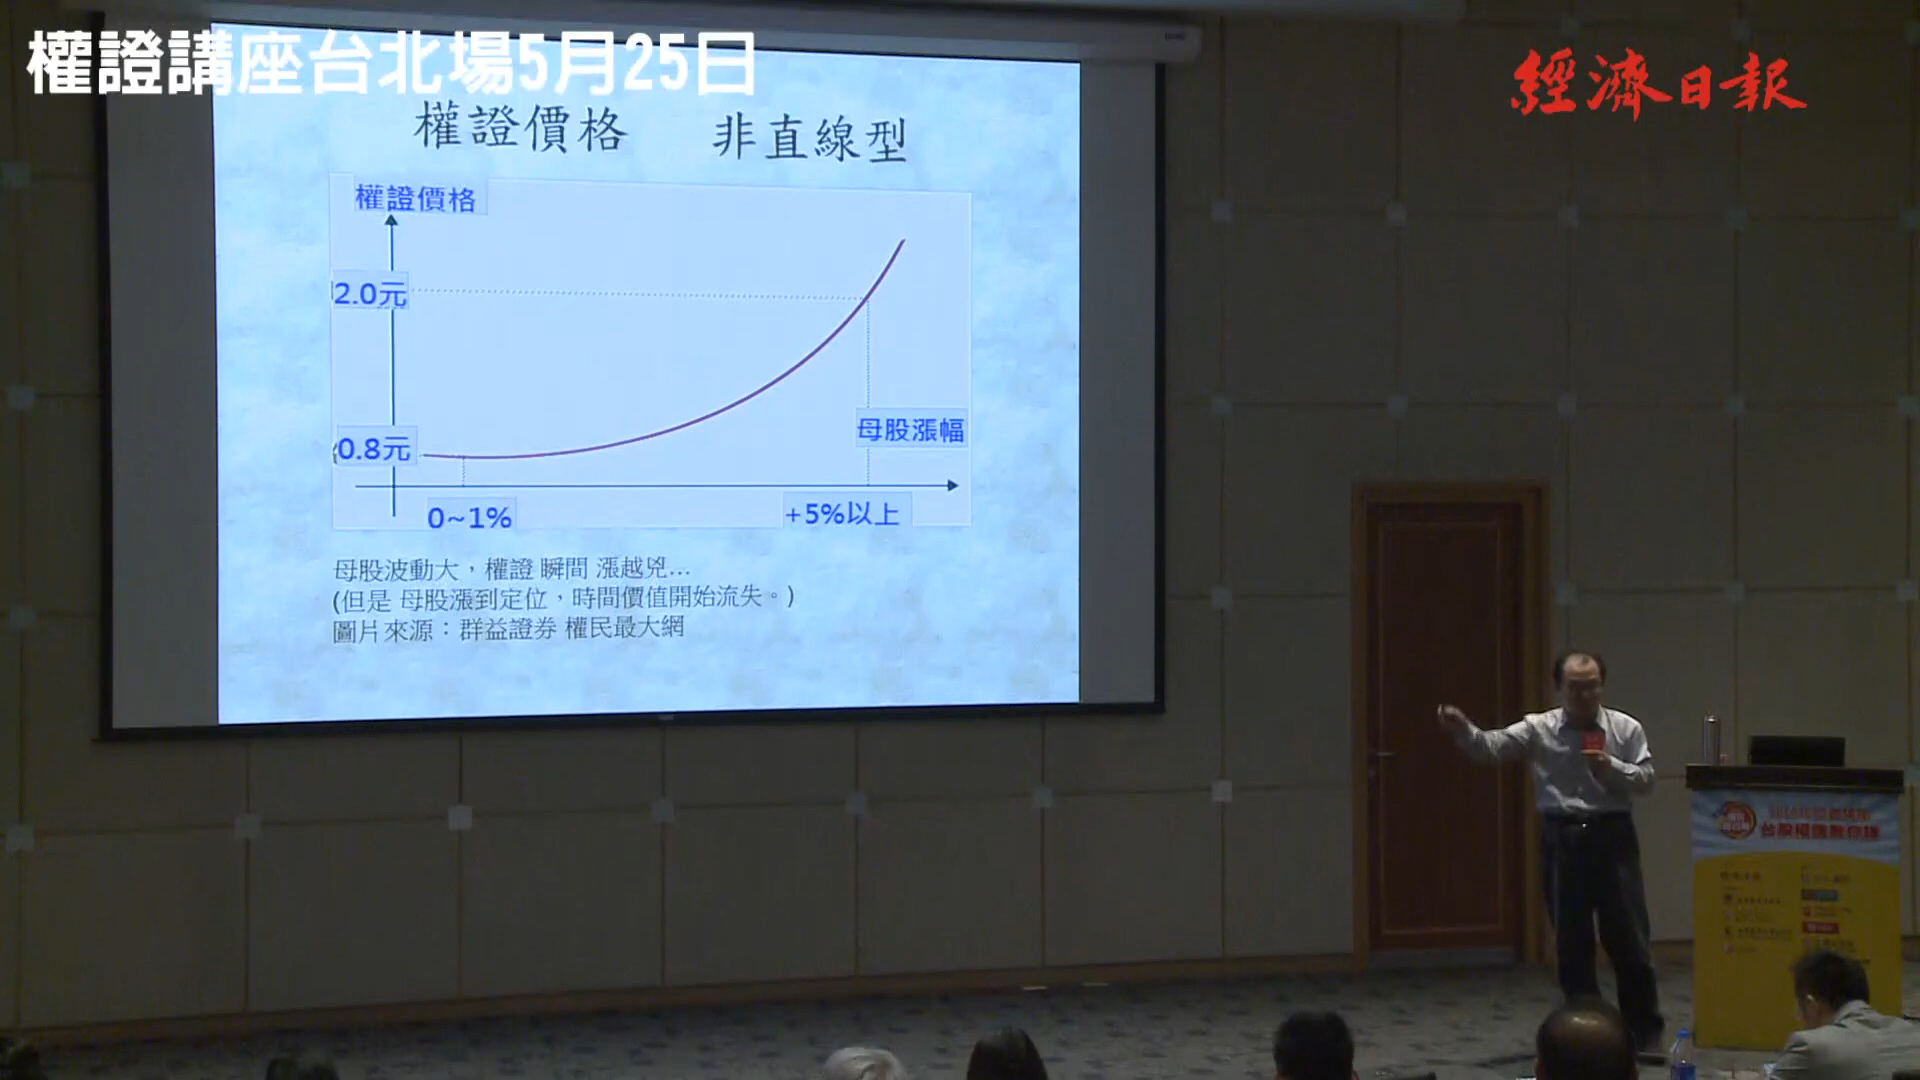 權證講座台北場5月25日
經濟日報
權證價格 非直線型
權證價格
2.0元
0.8元
母股漲幅
0~1%
+5%以上
母股波動大，權證 瞬間 漲越兇...
(但是 母股漲到定位，時間價值開始流失。)
圖片來源：群益證券 權民最大網